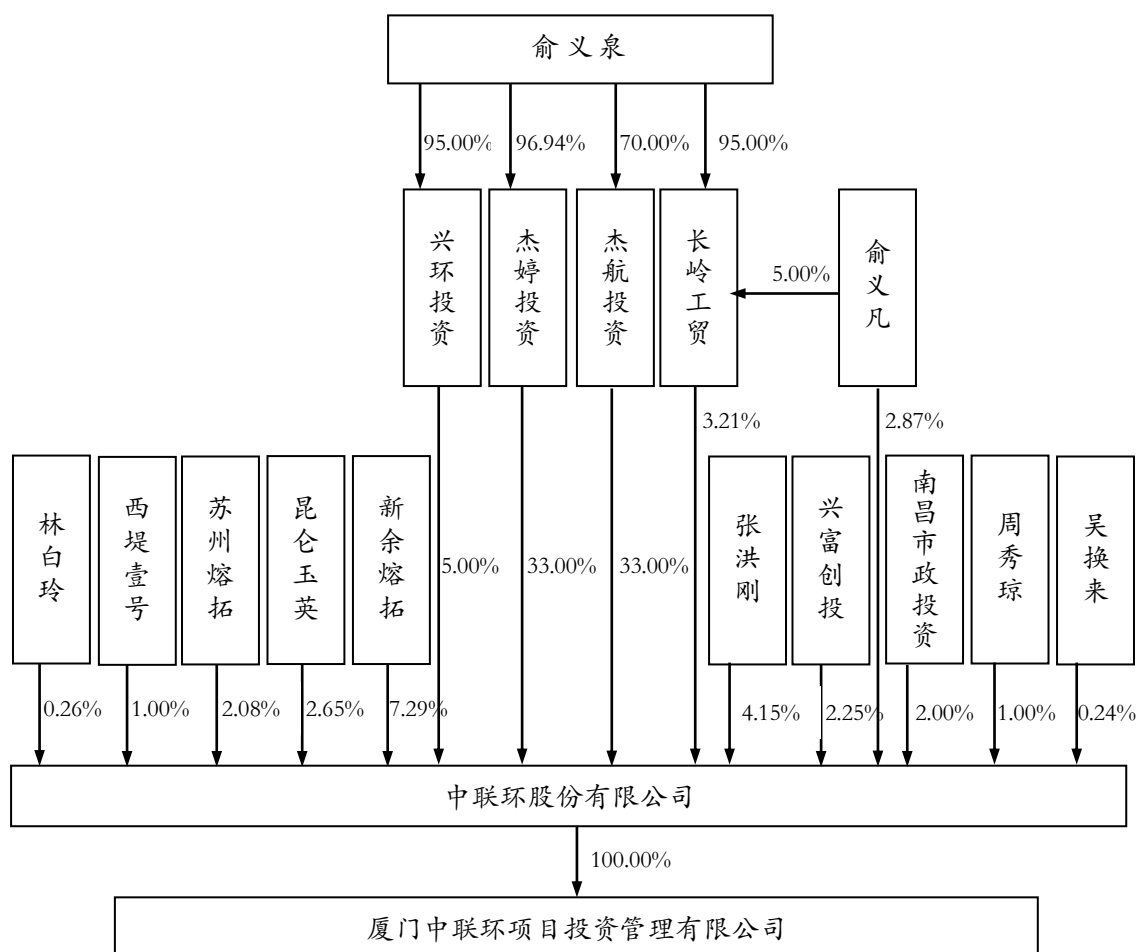 俞义泉
95.00%
96.94%
70.00%
95.00%
兴环投资
杰婷投资
杰航投资
长岭工贸
5.00%
俞义凡
3.21%
2.87%
林白玲
西堤壹号
苏州熔拓
昆仑玉英
新余熔拓
5.00%
33.00%
33.00%
张洪刚
兴富创投
南昌市政投资
周秀琼
吴换来
0.26%
1.00%
2.08%
2.65%
7.29%
4.15%
2.25%
2.00%
1.00%
0.24%
中联环股份有限公司
100.00%
厦门中联环项目投资管理有限公司